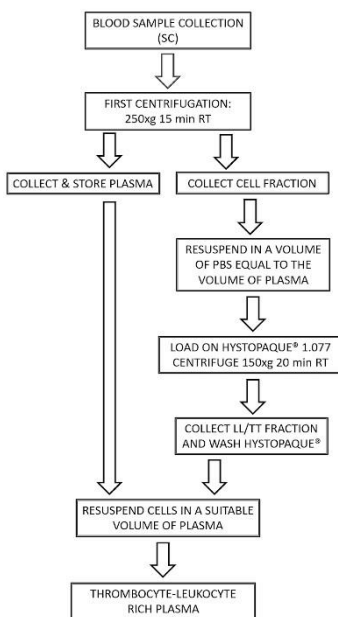 BLOOD SAMPLE COLLECTION
(SC)
FIRST CENTRIFUGATION:
250xg 15 min RT
COLLECT & STORE PLASMA
COLLECT CELL FRACTION
RESUSPEND IN A VOLUME
OF PBS EQUAL TO THE
VOLUME OF PLASMA
LOAD ON HYSTOPAQUE® 1.077
CENTRIFUGE 150xg 20 min RT
COLLECT LL/TT FRACTION
AND WASH HYSTOPAQUE®
RESUSPEND CELLS IN A SUITABLE
VOLUME OF PLASMA
THROMBOCYTE-LEUKOCYTE
RICH PLASMA